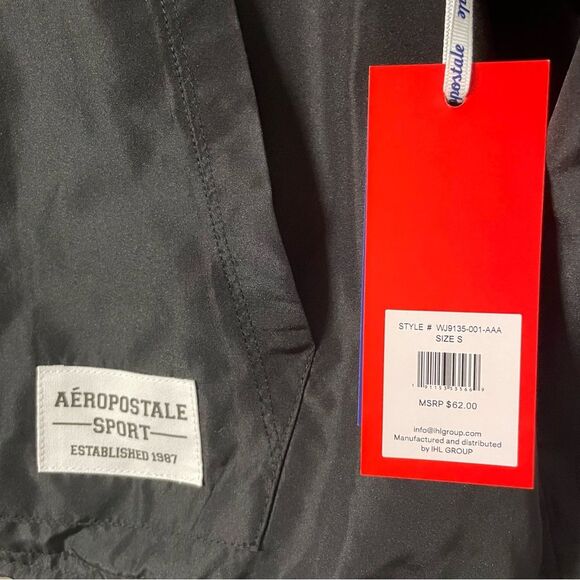 postale
AÉROPOSTALE
SPORT
ESTABLISHED 1987
STYLE # WJ9135-001-AAA
SIZE S
MSRP $62.00
info@ihlgroup.com
Manufactured and distributed
by IHL GROUP